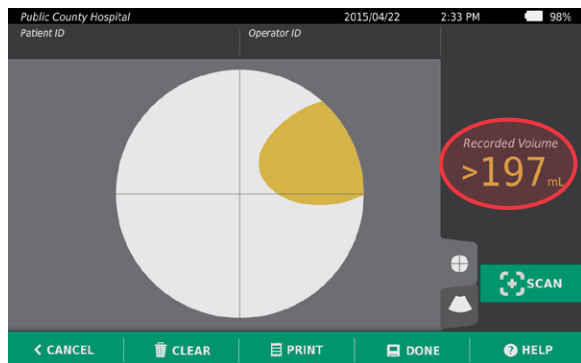 Public County Hospital 2015/04/22 2:33 PM 98%
Patient ID Operator ID
Recorded Volume
>197 mL
SCAN
< CANCEL CLEAR PRINT DONE ? HELP